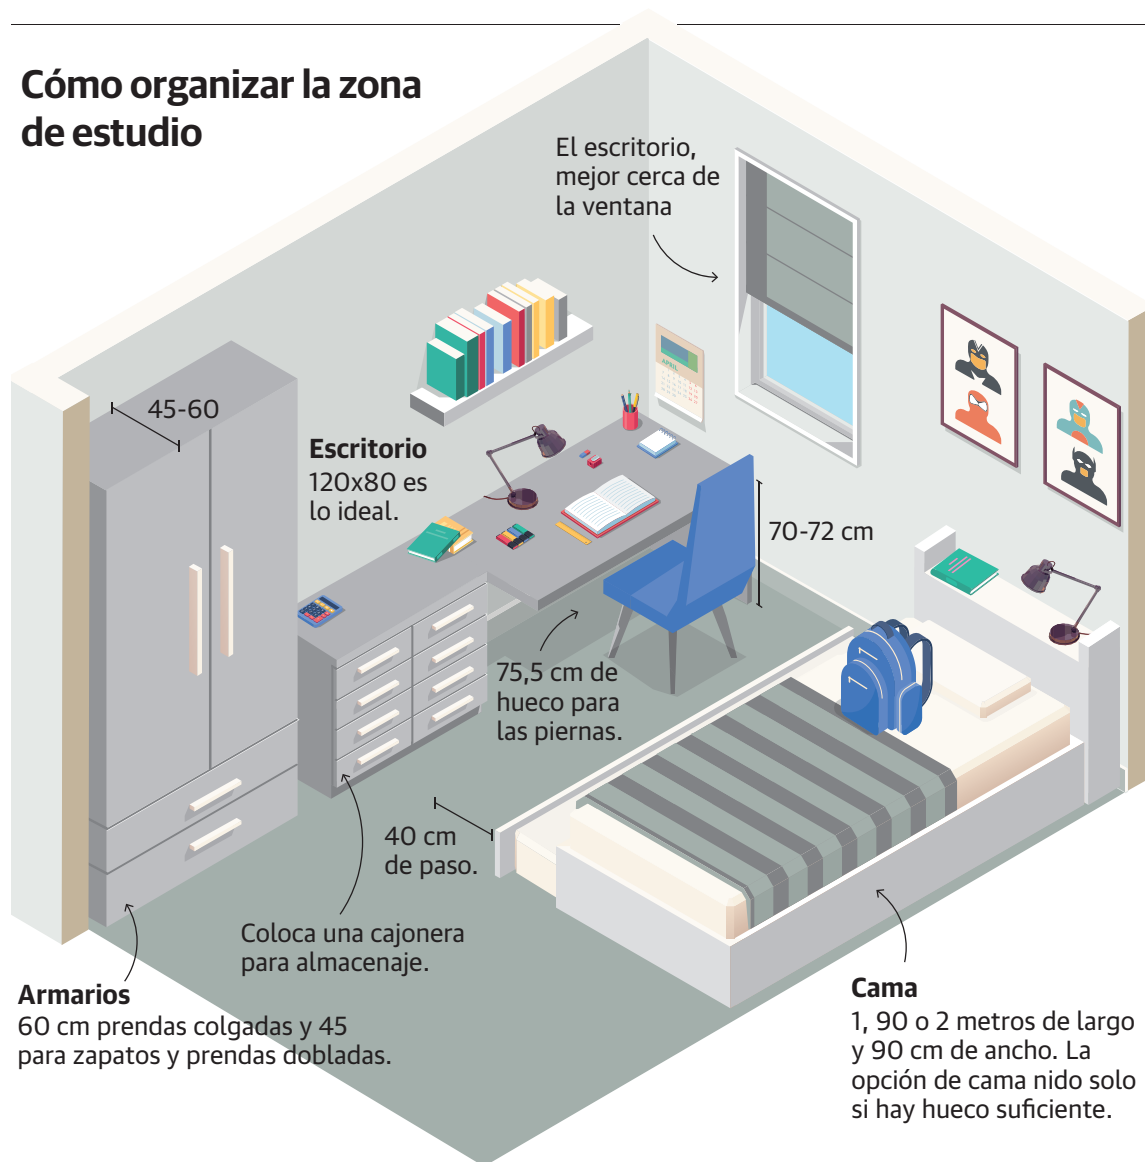 Cómo organizar la zona
de estudio
El escritorio,
mejor cerca de
la ventana
45-60
Escritorio
120x80 es
lo ideal.
APRIL
70-72 cm
75,5 cm de
hueco para
las piernas.
40 cm
de paso.
Coloca una cajonera
para almacenaje.
Armarios
60 cm prendas colgadas y 45
para zapatos y prendas dobladas.
Cama
1, 90 o 2 metros de largo
y 90 cm de ancho. La
opción de cama nido solo
si hay hueco suficiente.